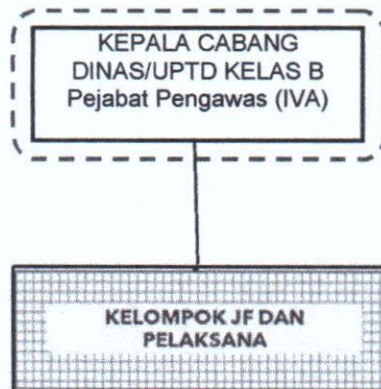 KEPALA CABANG
DINAS/UPTD KELAS B
Pejabat Pengawas (IVA)
KELOMPOK JF DAN
PELAKSANA